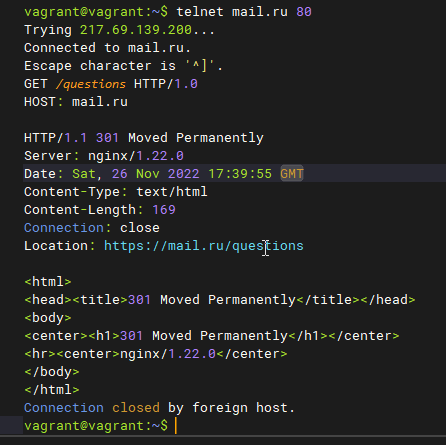 vagrant@vagrant:~$ telnet mail.ru 80
Trying 217.69.139.200...
Connected to mail.ru.
Escape character is '^]'.
GET /questions HTTP/1.0
HOST: mail.ru
HTTP/1.1 301 Moved Permanently
Server: nginx/1.22.0
Date: Sat, 26 Nov 2022 17:39:55 GMT
Content-Type: text/html
Content-Length: 169
Connection: close
Location: https://mail.ru/questions
<html>
<head><title>301 Moved Permanently</title></head>
<body>
<center><h1>301 Moved Permanently</h1></center>
<hr><center>nginx/1.22.0</center>
</body>
</html>
Connection closed by foreign host.
vagrant@vagrant:~$